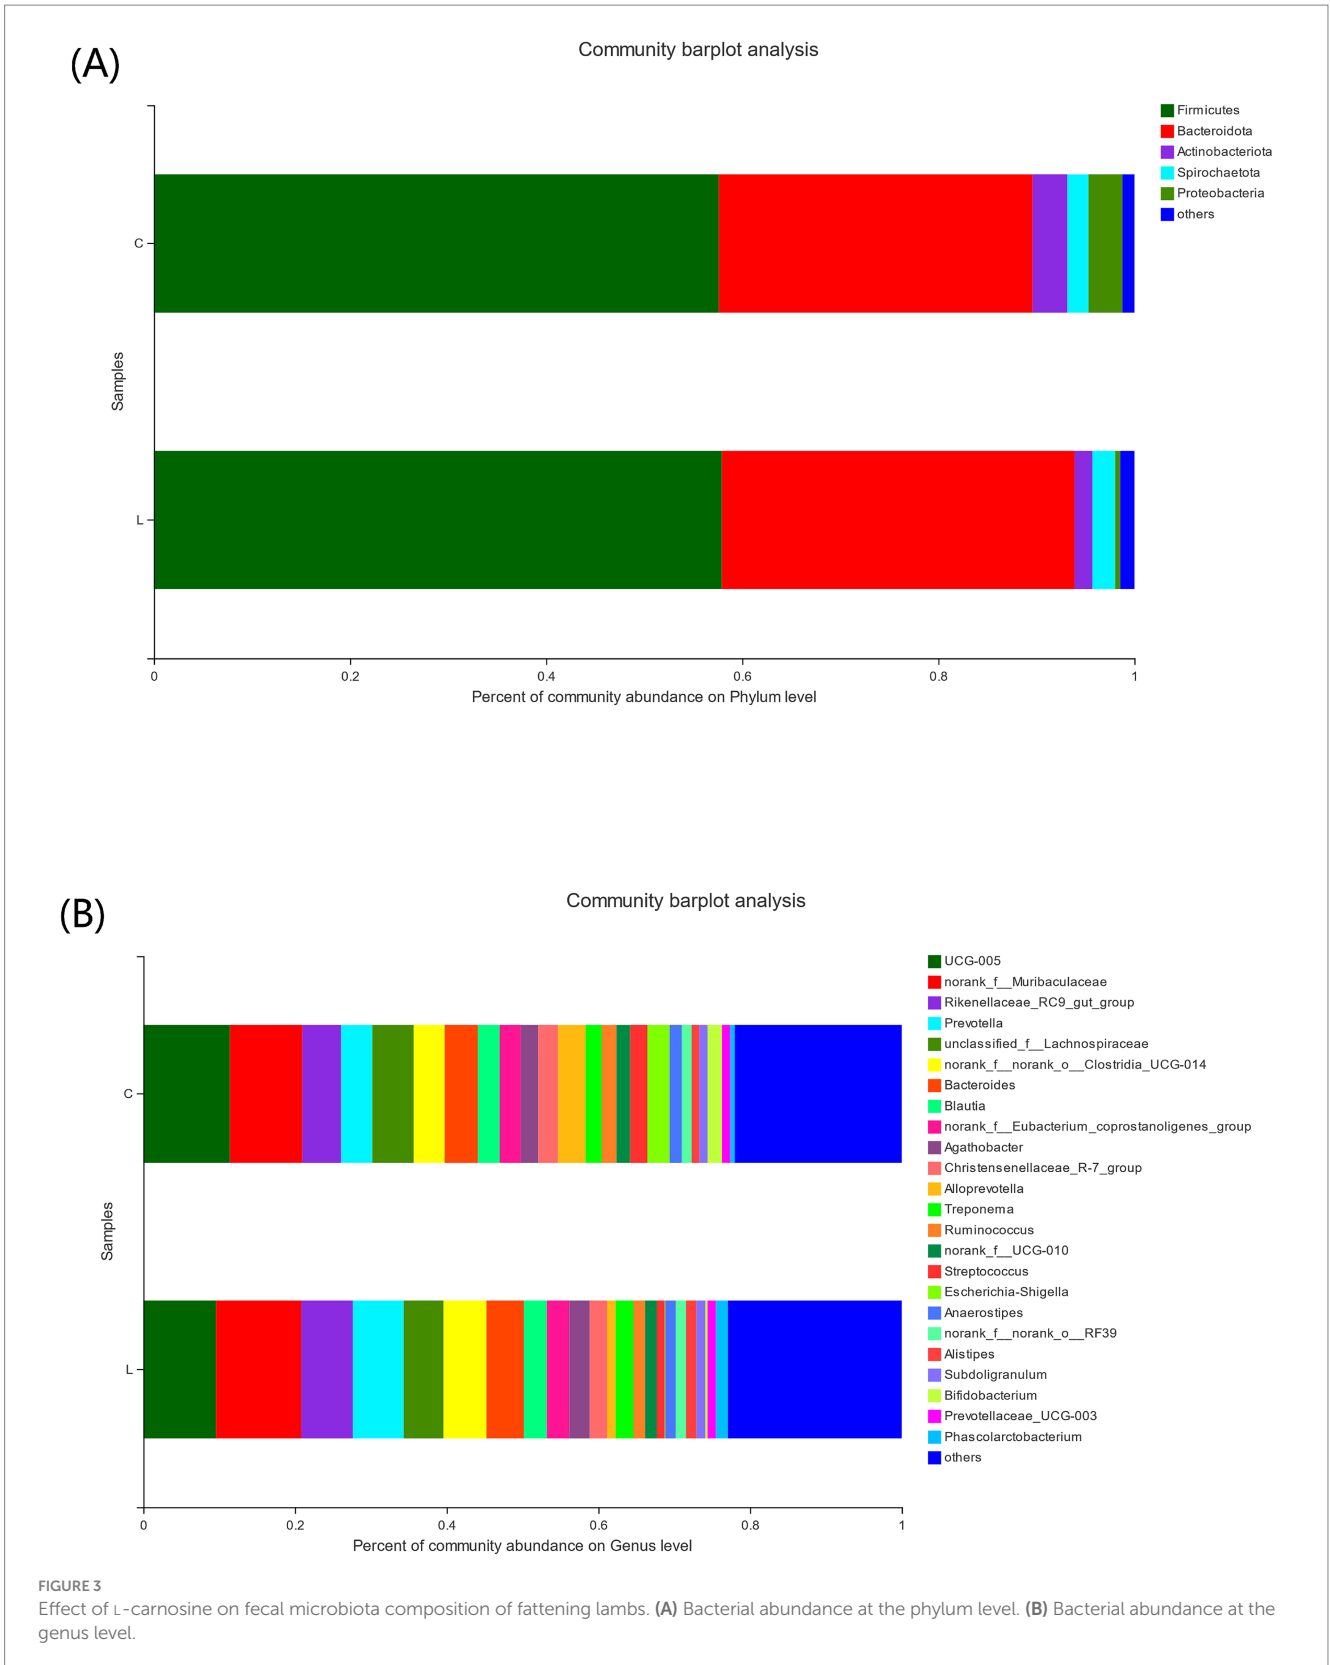 (A)
Community barplot analysis
Firmicutes
Bacteroidota
Actinobacteriota
Spirochaetota
Proteobacteria
others
C
Samples
L
0 0.2 0.4 0.6 0.8 1
Percent of community abundance on Phylum level
(B)
Community barplot analysis
UCG-005
norank_f__Muribaculaceae
Rikenellaceae_RC9_gut_group
Prevotella
unclassified_f__Lachnospiraceae
norank_f__norank_o__Clostridia_UCG-014
Bacteroides
Blautia
norank_f__Eubacterium_coprostanoligenes_group
Agathobacter
Christensenellaceae_R-7_group
Alloprevotella
Treponema
Ruminococcus
norank_f__UCG-010
Streptococcus
Escherichia-Shigella
Anaerostipes
norank_f__norank_o__RF39
Alistipes
Subdoligranulum
Bifidobacterium
Prevotellaceae_UCG-003
Phascolarctobacterium
others
C
Samples
L
0 0.2 0.4 0.6 0.8 1
Percent of community abundance on Genus level
FIGURE 3
Effect of L-carnosine on fecal microbiota composition of fattening lambs. (A) Bacterial abundance at the phylum level. (B) Bacterial abundance at the
genus level.